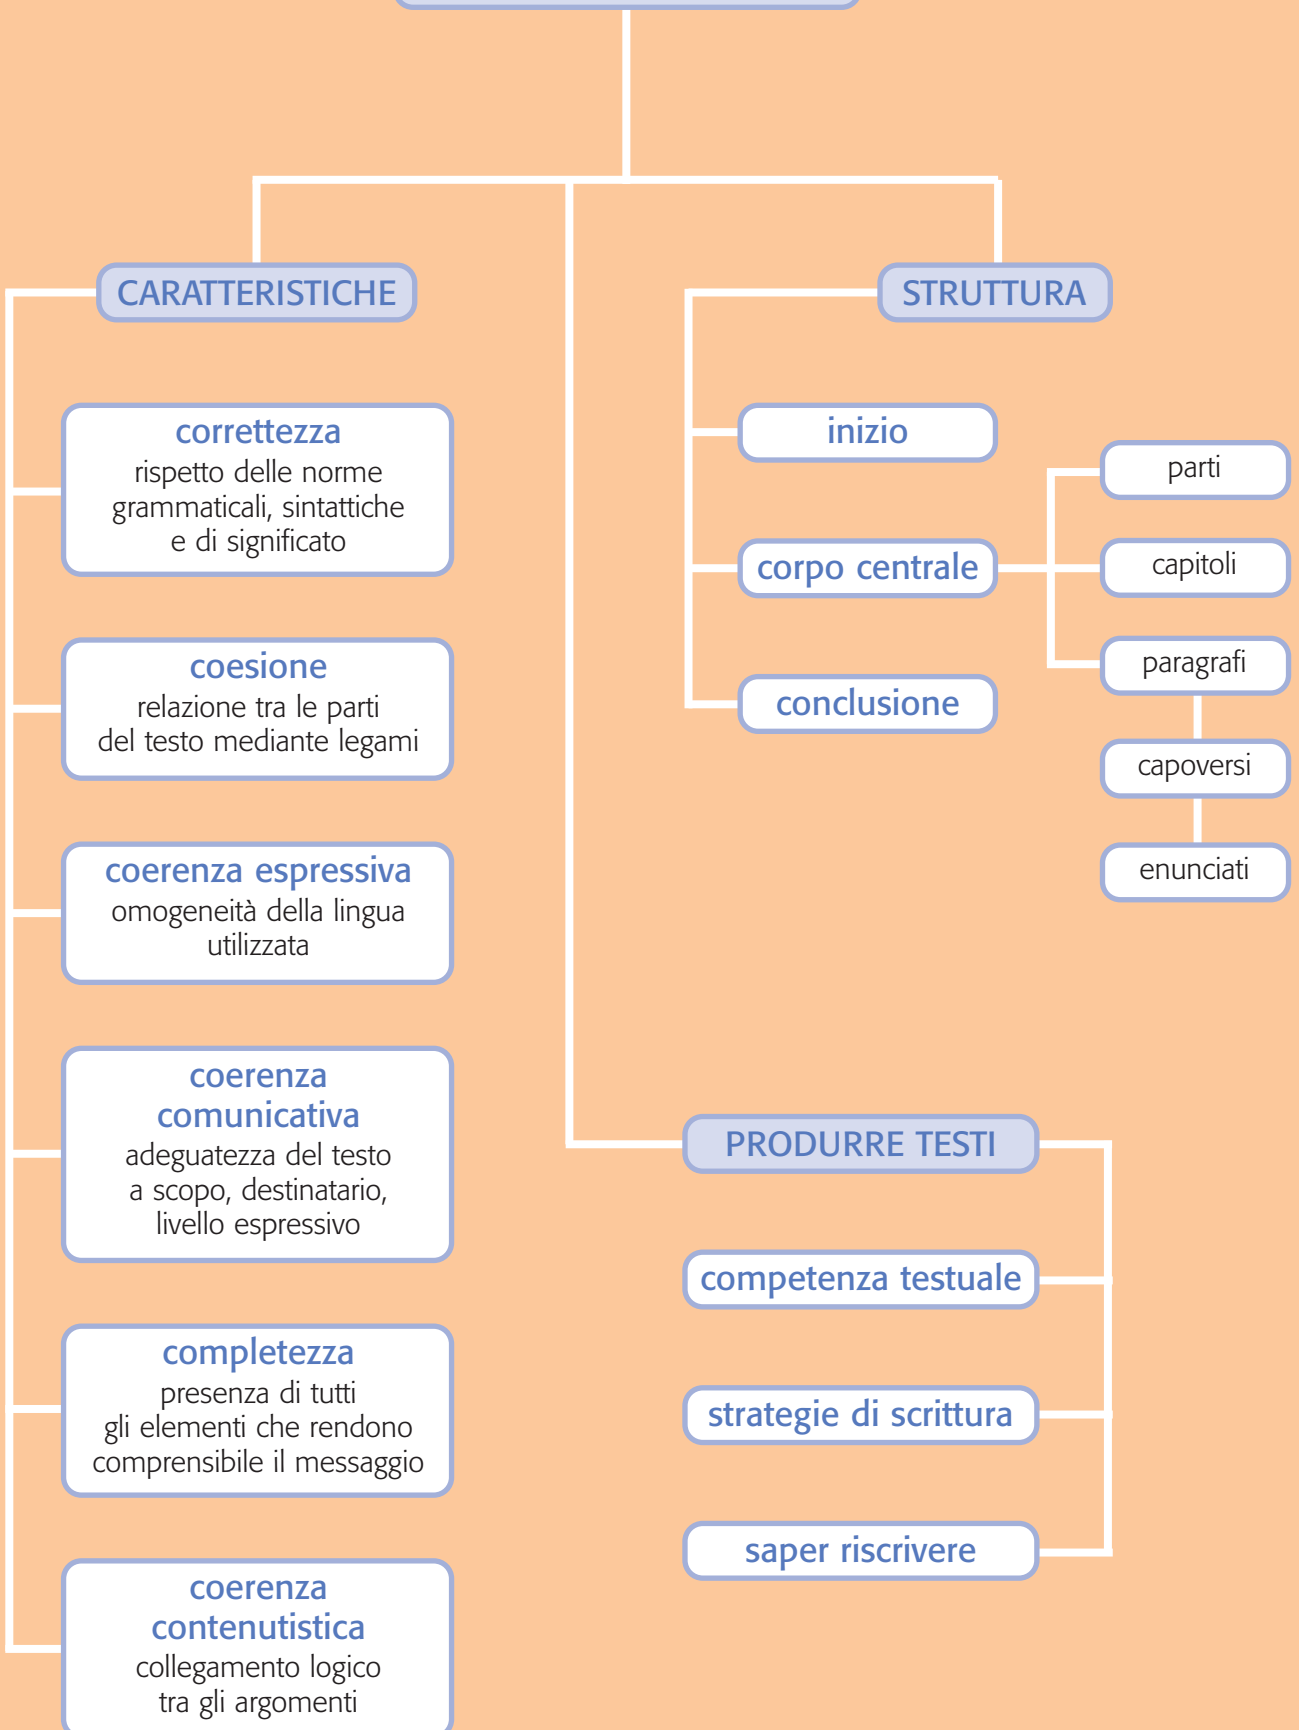 CARATTERISTICHE
correttezza
rispetto delle norme
grammaticali, sintattiche
e di significato
coesione
relazione tra le parti
del testo mediante legami
coerenza espressiva
omogeneità della lingua
utilizzata
coerenza
comunicativa
adeguatezza del testo
a scopo, destinatario,
livello espressivo
completezza
presenza di tutti
gli elementi che rendono
comprensibile il messaggio
coerenza
contenutistica
collegamento logico
tra gli argomenti
STRUTTURA
inizio
corpo centrale
conclusione
parti
capitoli
paragrafi
capoversi
enunciati
PRODURRE TESTI
competenza testuale
strategie di scrittura
saper riscrivere